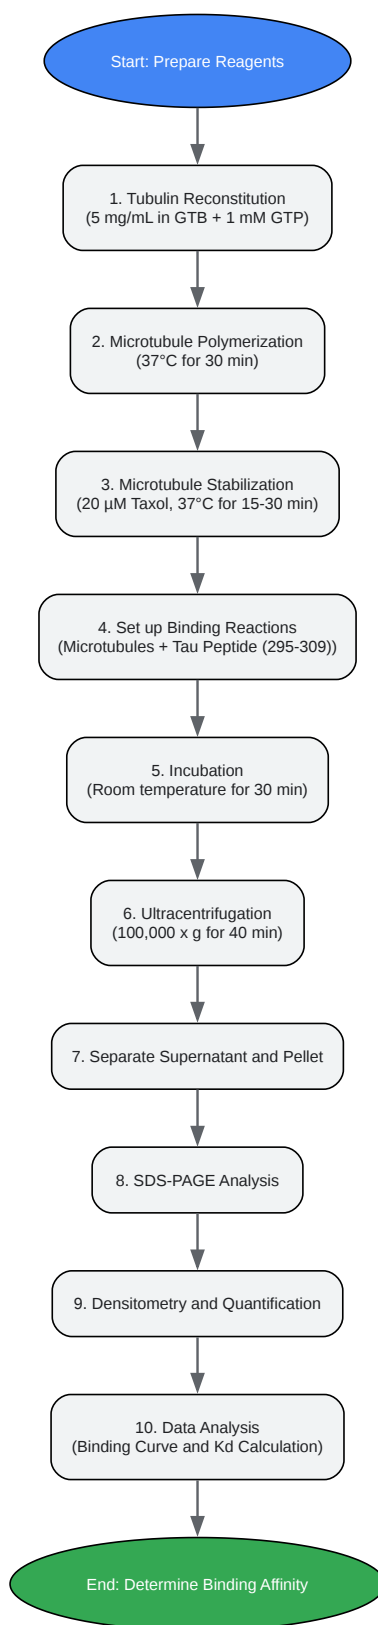 Start: Prepare Reagents
1. Tubulin Reconstitution
(5 mg/mL in GTB + 1 mM GTP)
2. Microtubule Polymerization
(37°C for 30 min)
3. Microtubule Stabilization
(20 µM Taxol, 37°C for 15-30 min)
4. Set up Binding Reactions
(Microtubules + Tau Peptide (295-309))
5. Incubation
(Room temperature for 30 min)
6. Ultracentrifugation
(100,000 x g for 40 min)
7. Separate Supernatant and Pellet
8. SDS-PAGE Analysis
9. Densitometry and Quantification
10. Data Analysis
(Binding Curve and Kd Calculation)
End: Determine Binding Affinity